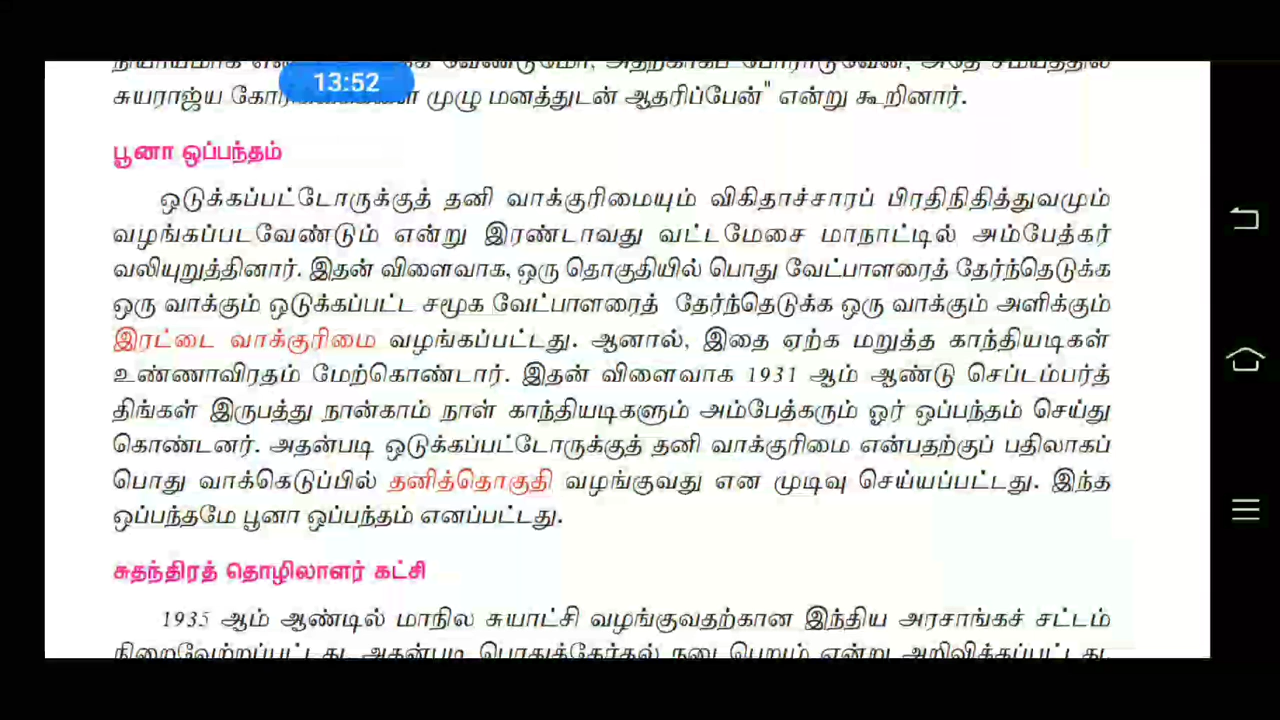 13:52
சுயராஜ்ய முழு மனத்துடன் ஆதரிப்பேன்" என்று கூறினார்.
பூனா ஒப்பந்தம்
ஒடுக்கப்பட்டோருக்குத் தனி வாக்குரிமையும் விகிதாச்சாரப் பிரதிநிதித்துவமும்
வழங்கப்படவேண்டும் என்று இரண்டாவது வட்டமேசை மாநாட்டில் அம்பேத்கர்
வலியுறுத்தினார். இதன் விளைவாக, ஒரு தொகுதியில் பொது வேட்பாளரைத் தேர்ந்தெடுக்க
ஒரு வாக்கும் ஒடுக்கப்பட்ட சமூக வேட்பாளரைத் தேர்ந்தெடுக்க ஒரு வாக்கும் அளிக்கும்
இரட்டை வாக்குரிமை வழங்கப்பட்டது. ஆனால், இதை ஏற்க மறுத்த காந்தியடிகள்
உண்ணாவிரதம் மேற்கொண்டார். இதன் விளைவாக 1931 ஆம் ஆண்டு செப்டம்பர்த்
திங்கள் இருபத்து நான்காம் நாள் காந்தியடிகளும் அம்பேத்கரும் ஓர் ஒப்பந்தம் செய்து
கொண்டனர். அதன்படி ஒடுக்கப்பட்டோருக்குத் தனி வாக்குரிமை என்பதற்குப் பதிலாகப்
பொது வாக்கெடுப்பில் தனித்தொகுதி வழங்குவது என முடிவு செய்யப்பட்டது. இந்த
ஒப்பந்தமே பூனா ஒப்பந்தம் எனப்பட்டது.
சுதந்திரத் தொழிலாளர் கட்சி
1935 ஆம் ஆண்டில் மாநில சுயாட்சி வழங்குவதற்கான இந்திய அரசாங்கச் சட்டம்